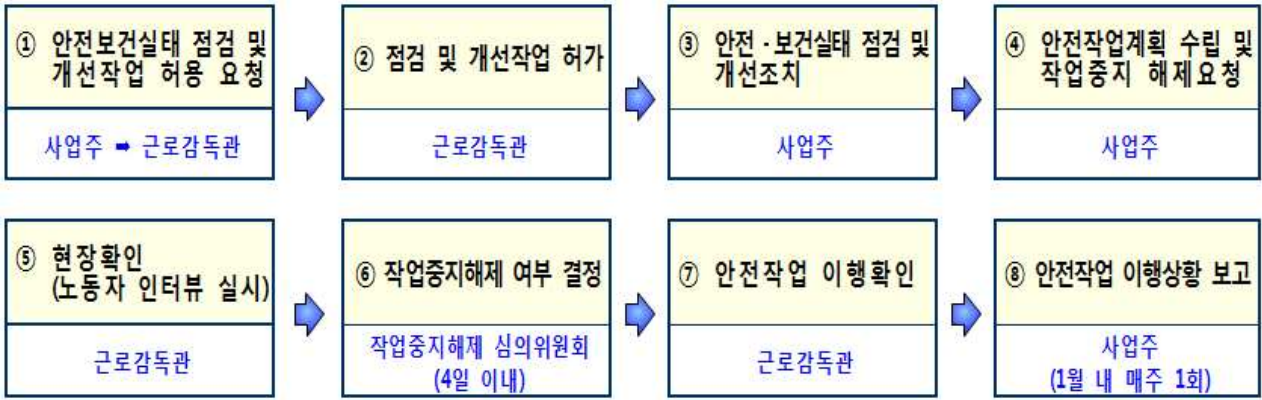 ① 안전보건실태 점검 및
개선작업 허용 요청
사업주 ➡ 근로감독관
② 점검 및 개선작업 허가
근로감독관
③ 안전·보건실태 점검 및
개선조치
사업주
④ 안전작업계획 수립 및
작업중지 해제요청
사업주
⑤ 현장확인
(노동자 인터뷰 실시)
근로감독관
⑥ 작업중지해제 여부 결정
작업중지해제 심의위원회
(4일 이내)
⑦ 안전작업 이행확인
근로감독관
⑧ 안전작업 이행상황 보고
사업주
(1월 내 매주 1회)